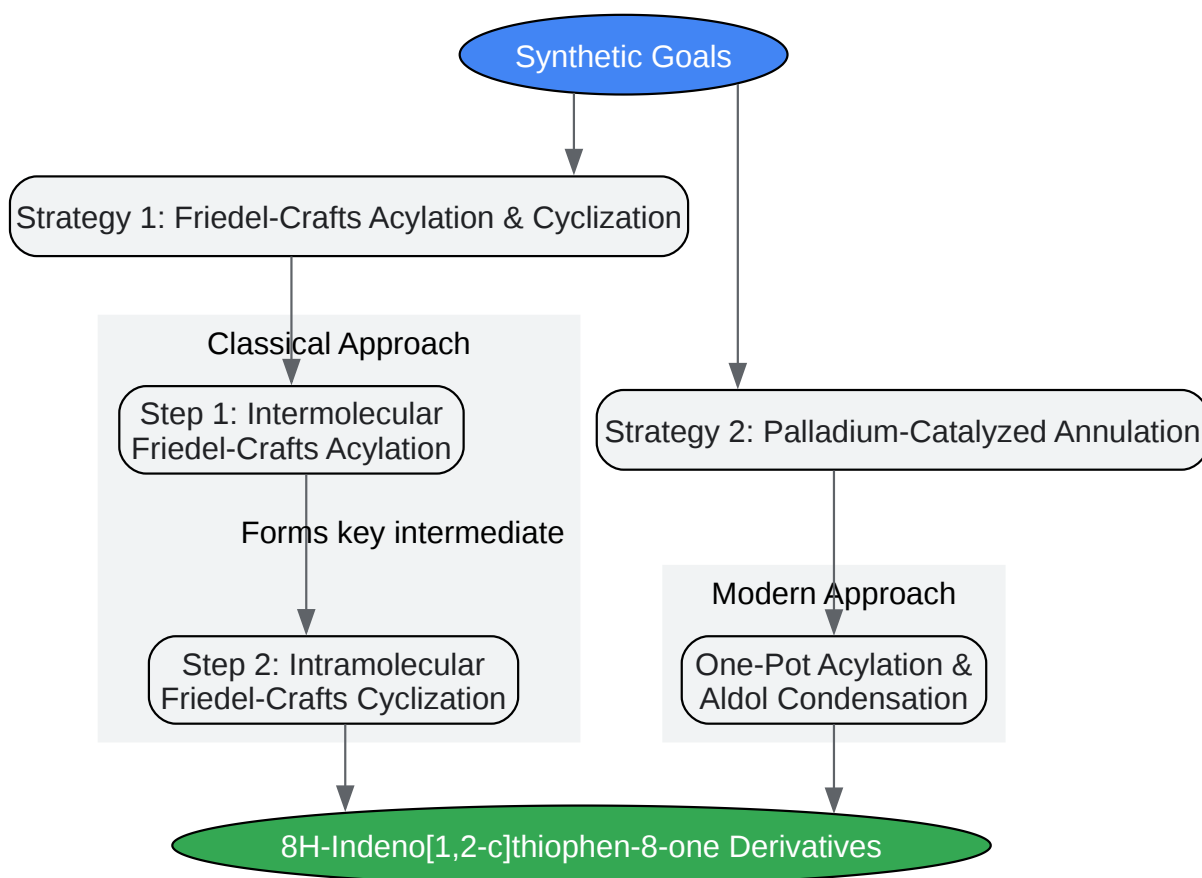 Synthetic Goals
Strategy 1: Friedel-Crafts Acylation & Cyclization
Classical Approach
Step 1: Intermolecular
Friedel-Crafts Acylation
Strategy 2: Palladium-Catalyzed Annulation
Forms key intermediate
Modern Approach
Step 2: Intramolecular
Friedel-Crafts Cyclization
One-Pot Acylation &
Aldol Condensation
8H-Indeno[1,2-c]thiophen-8-one Derivatives